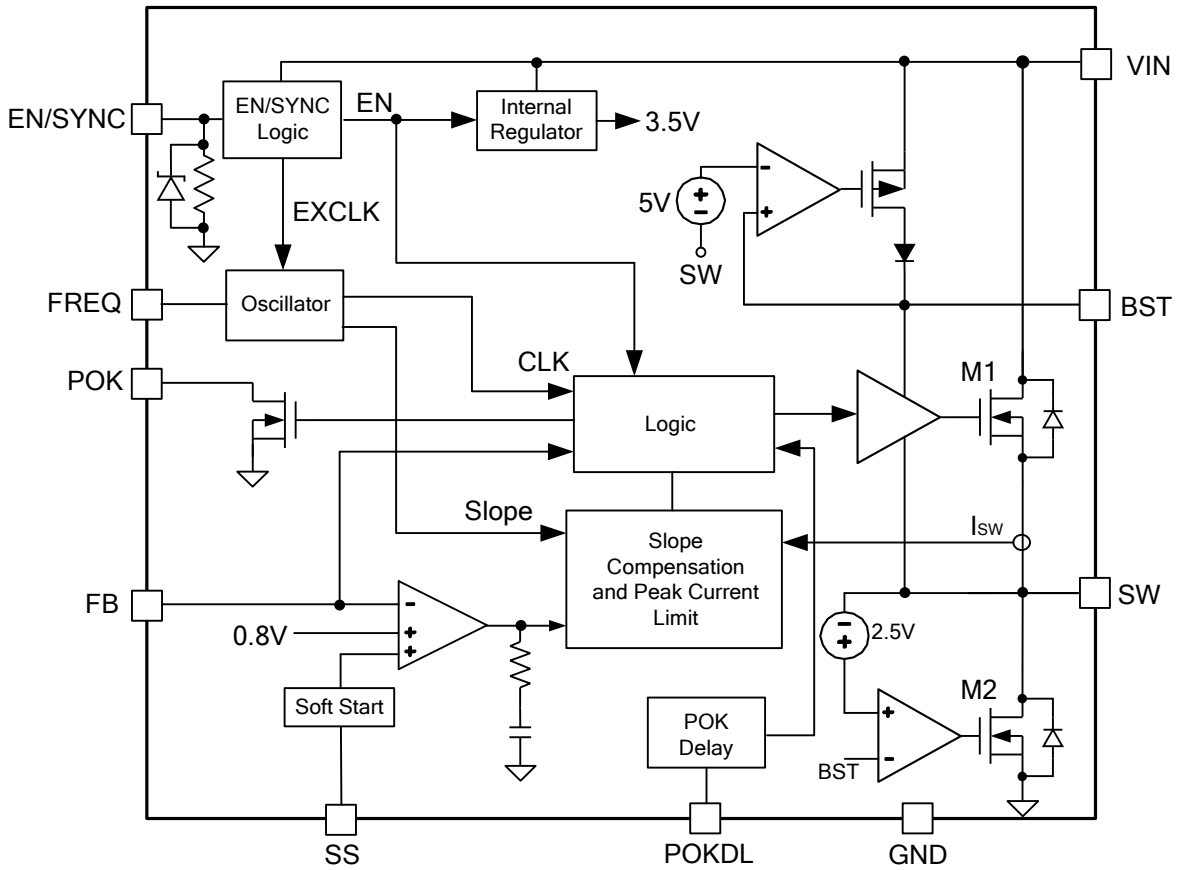 VIN
EN/SYNC
EN/SYNC
Logic
EN
Internal
Regulator
3.5V
5V
+
−
−
+
SW
EXCLK
FREQ
Oscillator
BST
POK
CLK
M1
Logic
Slope
ISW
Slope
Compensation
and Peak Current
Limit
FB
−
0.8V
+
+
SW
−
+
2.5V
Soft Start
POK
Delay
M2
+
−
BST
SS
POKDL
GND